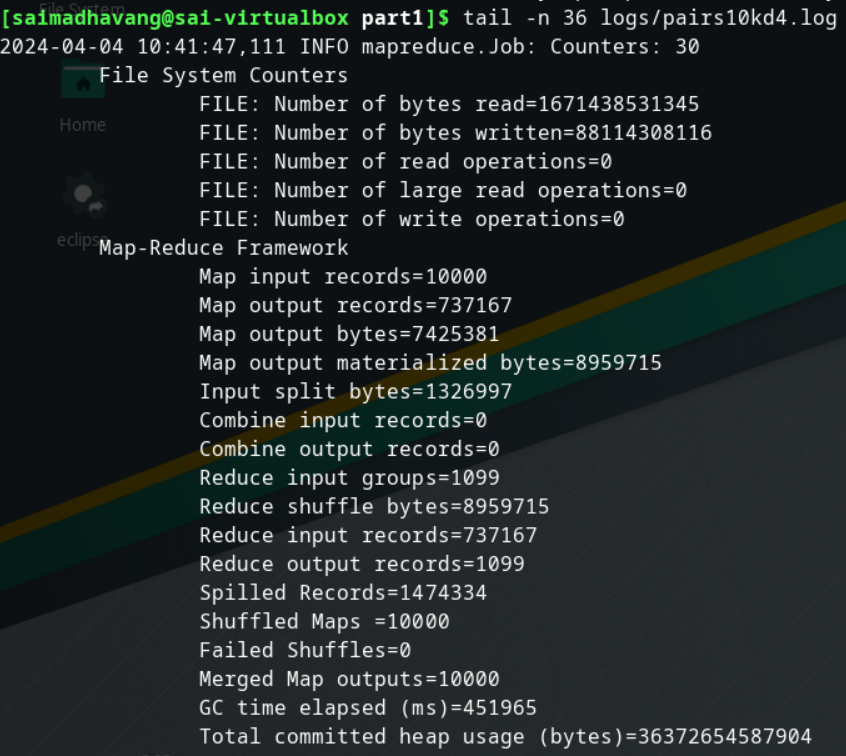 File System
[saimadhavang@sai-virtualbox part1]$ tail -n 36 logs/pairs10kd4.log
2024-04-04 10:41:47,111 INFO mapreduce.Job: Counters: 30
File System Counters
FILE: Number of bytes read=1671438531345
Home
FILE: Number of bytes written=88114308116
FILE: Number of read operations=0
FILE: Number of large read operations=0
FILE: Number of write operations=0
eclipse
Map-Reduce Framework
Map input records=10000
Map output records=737167
Map output bytes=7425381
Map output materialized bytes=8959715
Input split bytes=1326997
Combine input records=0
Combine output records=0
Reduce input groups=1099
Reduce shuffle bytes=8959715
Reduce input records=737167
Reduce output records=1099
Spilled Records=1474334
Shuffled Maps =10000
Failed Shuffles=0
Merged Map outputs=10000
GC time elapsed (ms)=451965
Total committed heap usage (bytes)=36372654587904